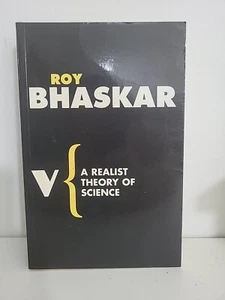 ROY
BHASKAR
V
A REALIST
THEORY OF
SCIENCE